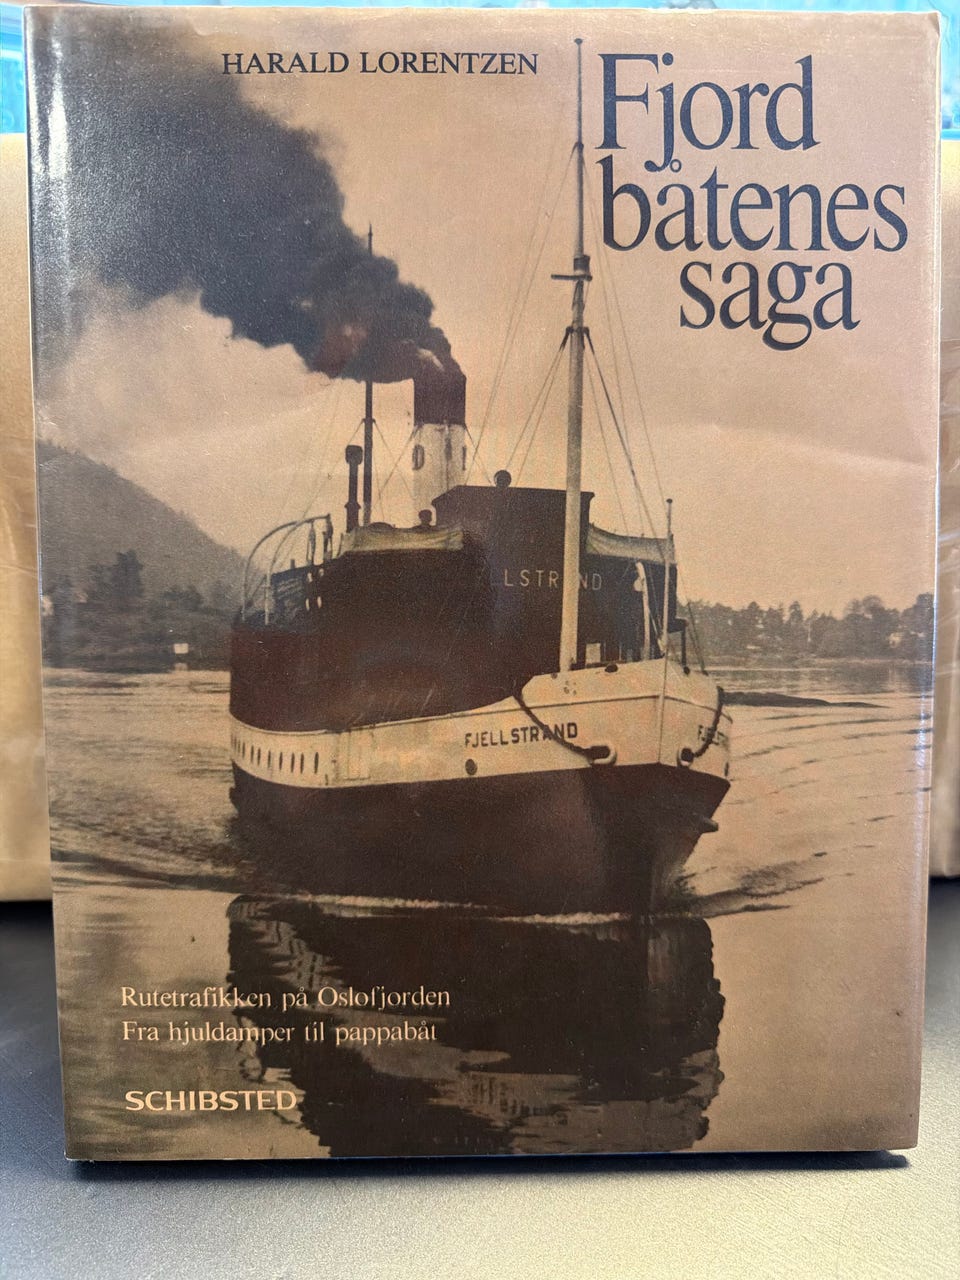 HARALD LORENTZEN
Fjord
båtenes
saga
LSTRAND
FJELLSTRAND
Rutetrafikken på Oslofjorden
Fra hjuldamper til pappabåt
SCHIBSTED